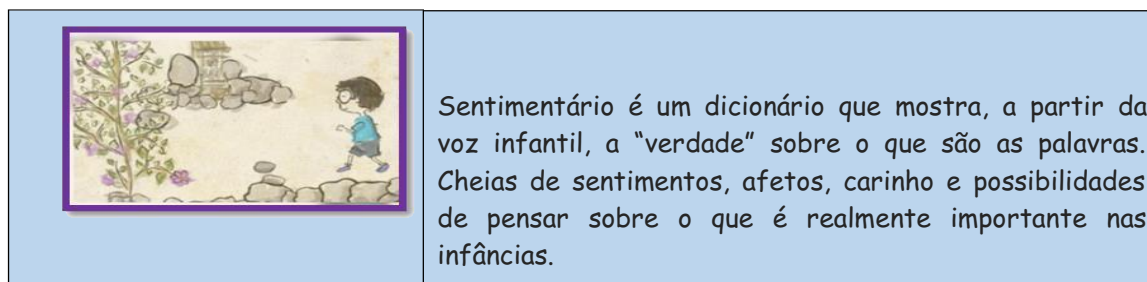 Sentimentário é um dicionário que mostra, a partir da
voz infantil, a “verdade” sobre o que são as palavras.
Cheias de sentimentos, afetos, carinho e possibilidades
de pensar sobre o que é realmente importante nas
infâncias.